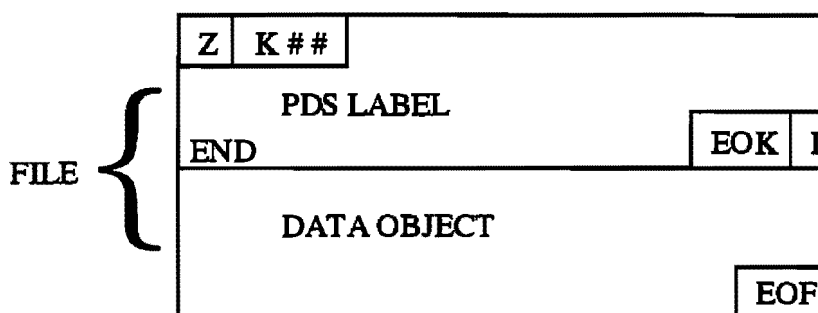 Z K # #
PDS LABEL
END EOK
FILE
DATA OBJECT
EOF